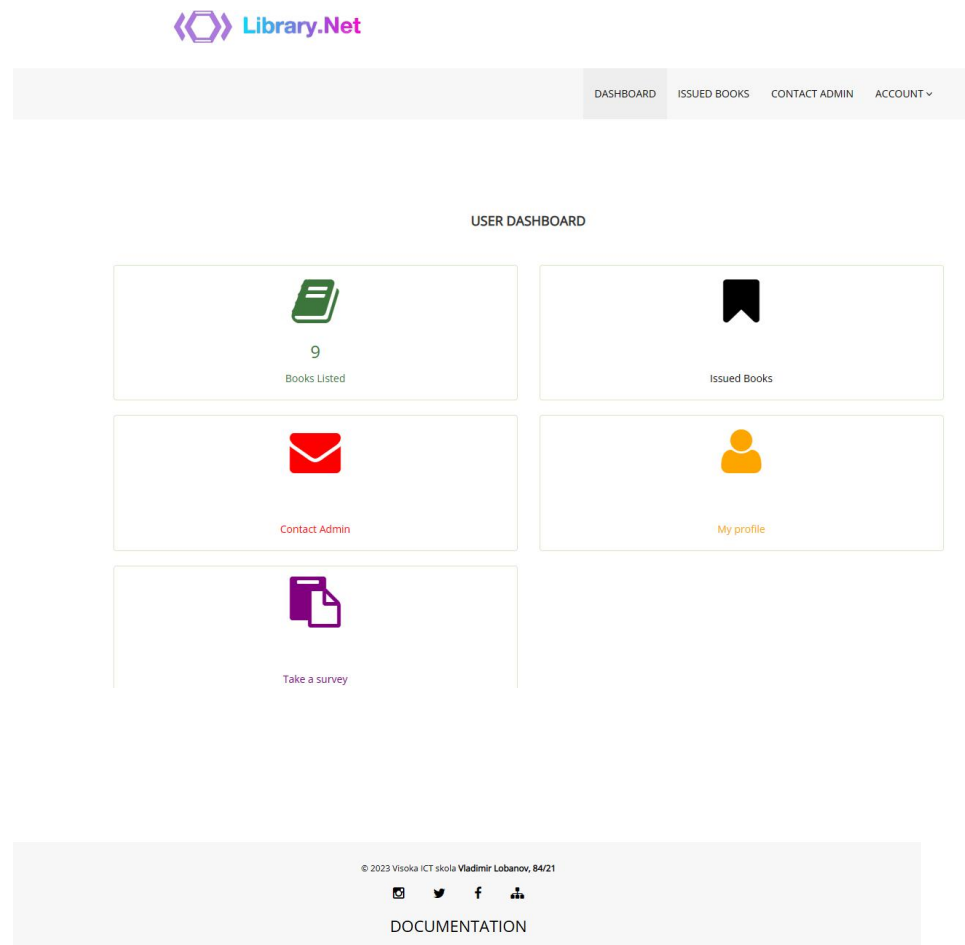 Library.Net
DASHBOARD ISSUED BOOKS CONTACT ADMIN ACCOUNT
USER DASHBOARD
9
Books Listed
Issued Books
Contact Admin
My profile
Take a survey
© 2023 Visoka ICT skola Vladimir Lobanov, 84/21
DOCUMENTATION